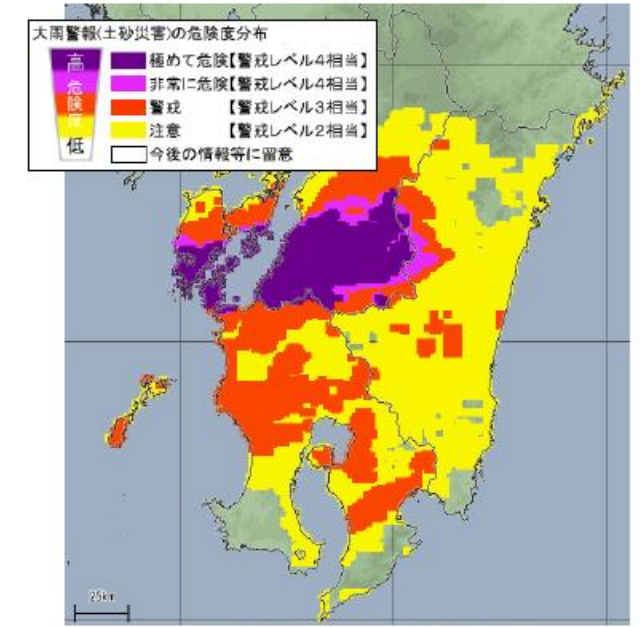 大雨警報(土砂災害)の危険度分布
高
危険度
低
極めて危険【警戒レベル4相当】
非常に危険【警戒レベル4相当】
警戒 【警戒レベル3相当】
注意 【警戒レベル2相当】
今後の情報等に留意
25km